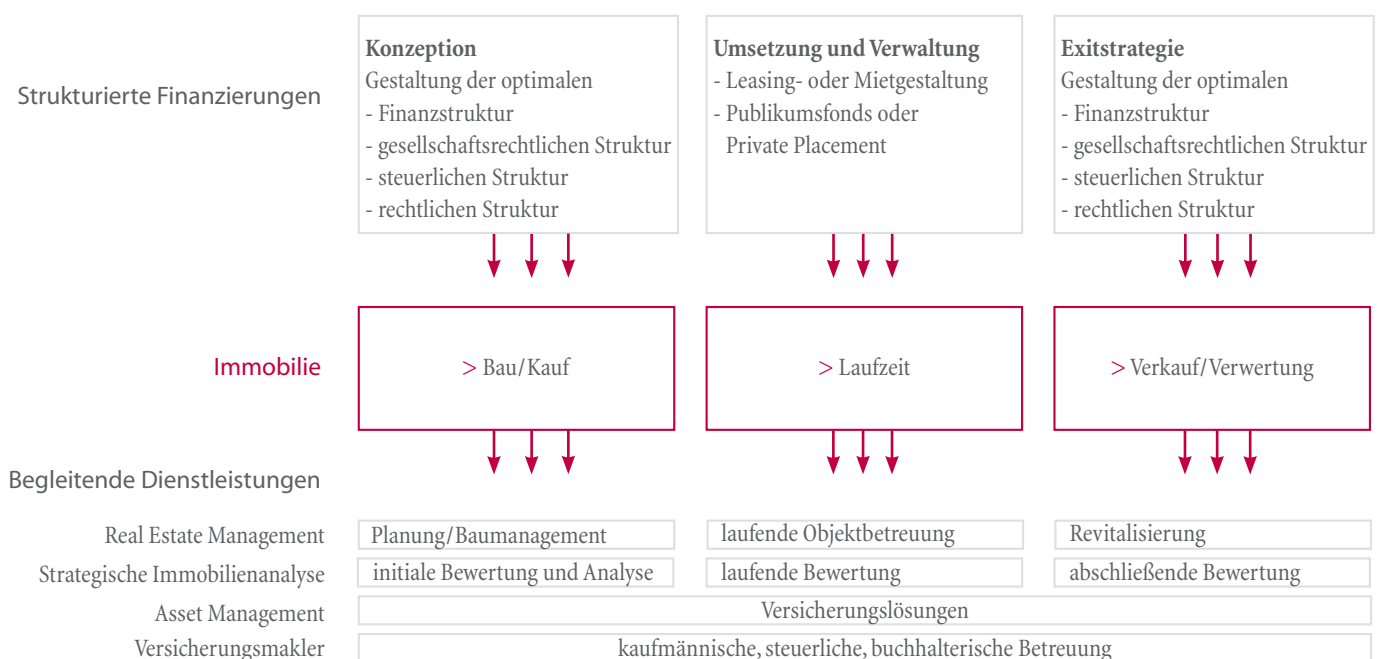 Strukturierte Finanzierungen
Konzeption
Gestaltung der optimalen
- Finanzstruktur
- gesellschaftsrechtlichen Struktur
- steuerlichen Struktur
- rechtlichen Struktur
Umsetzung und Verwaltung
- Leasing- oder Mietgestaltung
- Publikumsfonds oder
Private Placement
Exitstrategie
Gestaltung der optimalen
- Finanzstruktur
- gesellschaftsrechtlichen Struktur
- steuerlichen Struktur
- rechtlichen Struktur
Immobilie
> Bau/Kauf
> Laufzeit
> Verkauf/Verwertung
Begleitende Dienstleistungen
Real Estate Management
Planung/Baumanagement
laufende Objektbetreuung
Revitalisierung
Strategische Immobilienanalyse
initiale Bewertung und Analyse
laufende Bewertung
abschließende Bewertung
Asset Management
Versicherungslösungen
Versicherungsmakler
kaufmännische, steuerliche, buchhalterische Betreuung